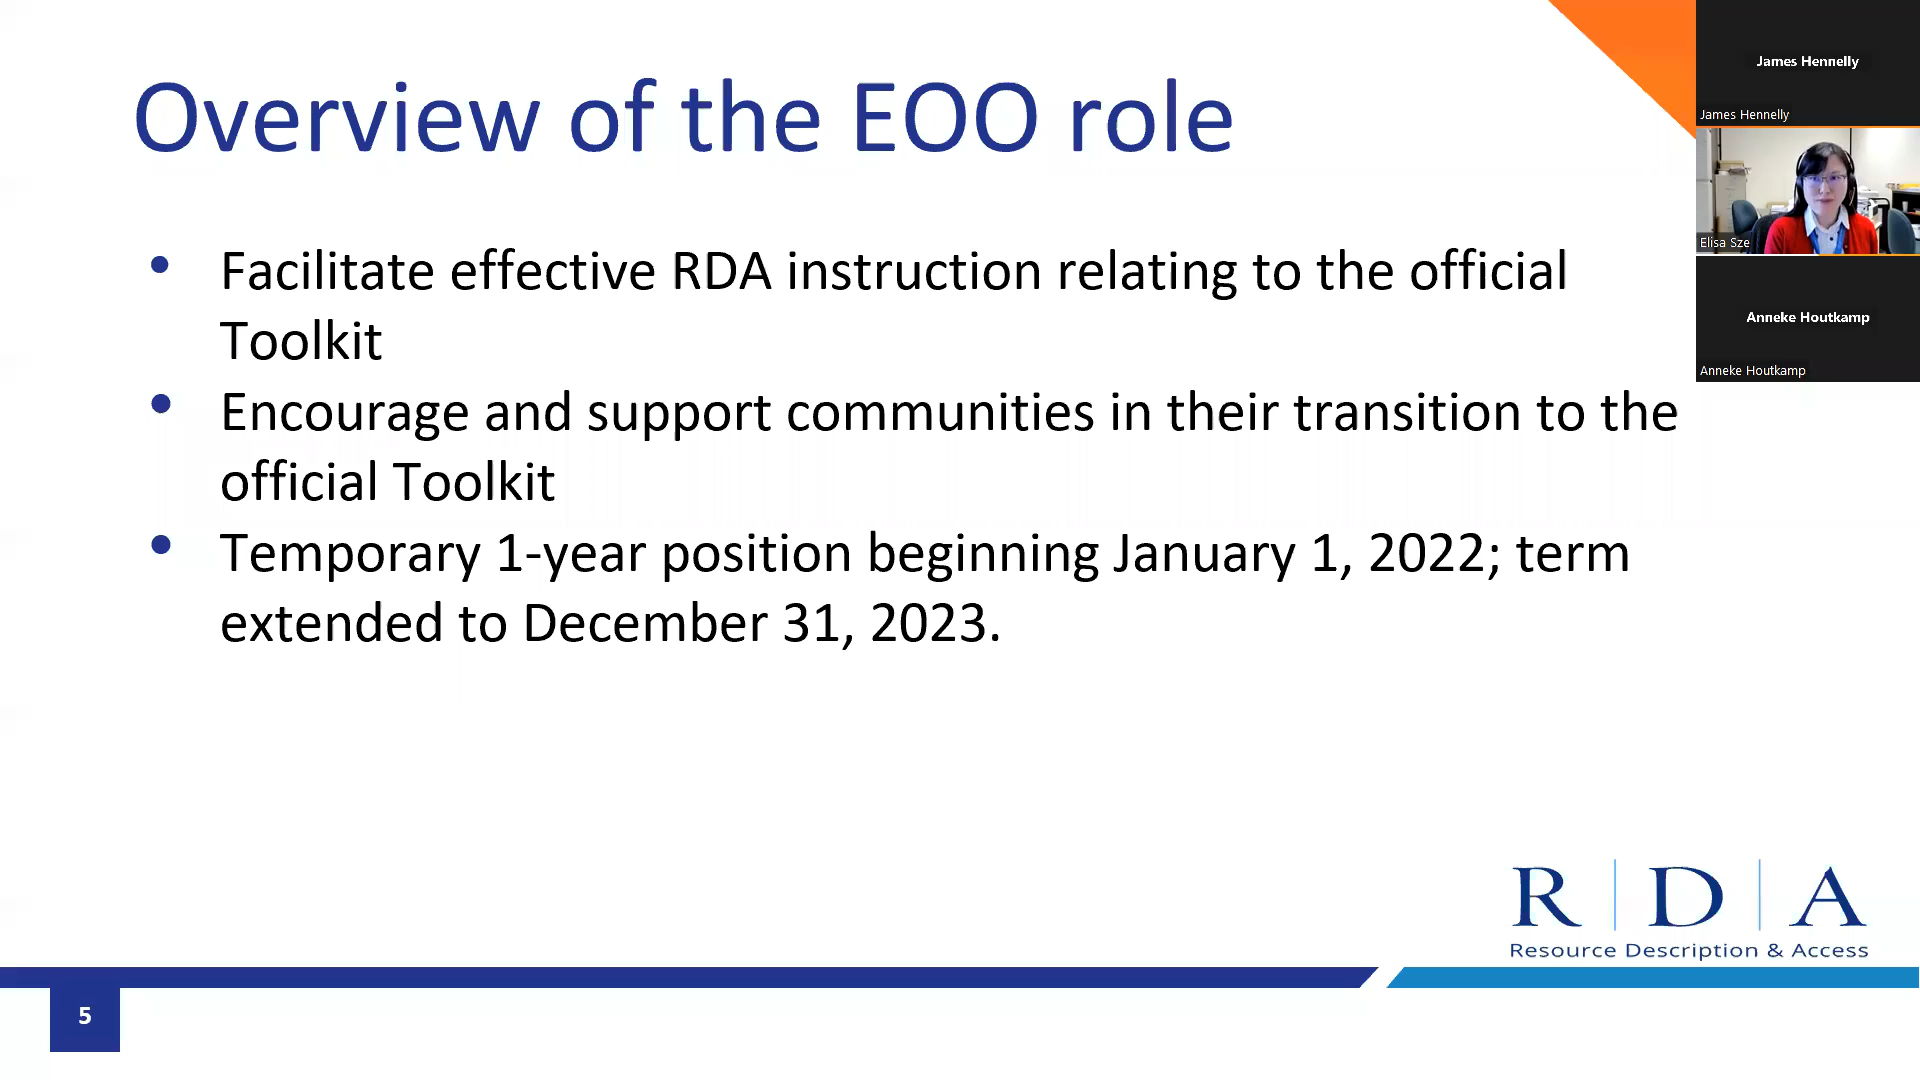 Overview of the EOO role
• Facilitate effective RDA instruction relating to the official
Toolkit
• Encourage and support communities in their transition to the
official Toolkit
• Temporary 1-year position beginning January 1, 2022; term
extended to December 31, 2023.
James Hennelly
James Hennelly
Elisa Sze
Anneke Houtkamp
Anneke Houtkamp
R D A
Resource Description & Access
5